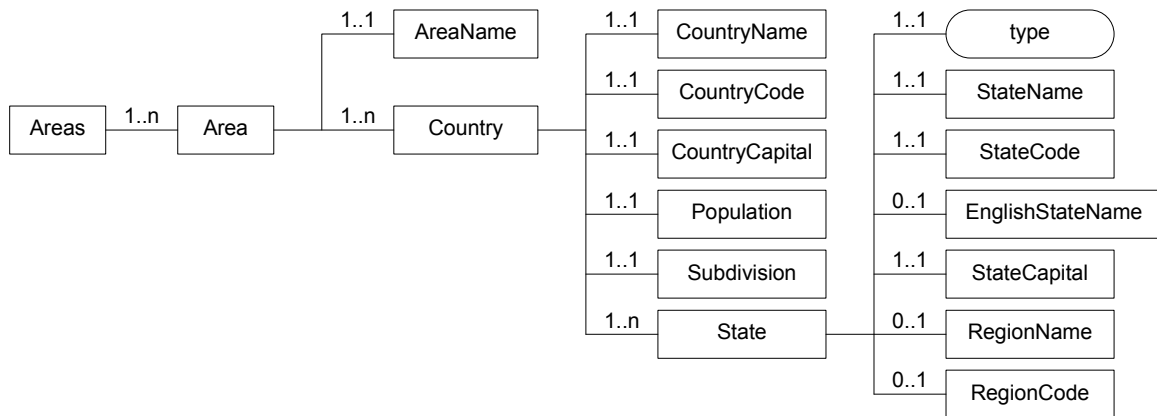 1..1 AreaName 1..1 CountryName 1..1 type
1..1 CountryCode 1..1 StateName
Areas 1..n Area 1..n Country
1..1 CountryCapital 1..1 StateCode
1..1 Population 0..1 EnglishStateName
1..1 Subdivision 1..1 StateCapital
1..n State 0..1 RegionName
0..1 RegionCode